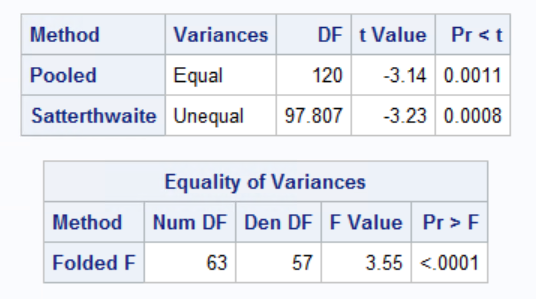 Method Variances DF t Value Pr < t
Pooled Equal 120 -3.14 0.0011
Satterthwaite Unequal 97.807 -3.23 0.0008
Equality of Variances
Method Num DF Den DF F Value Pr > F
Folded F 63 57 3.55 <.0001